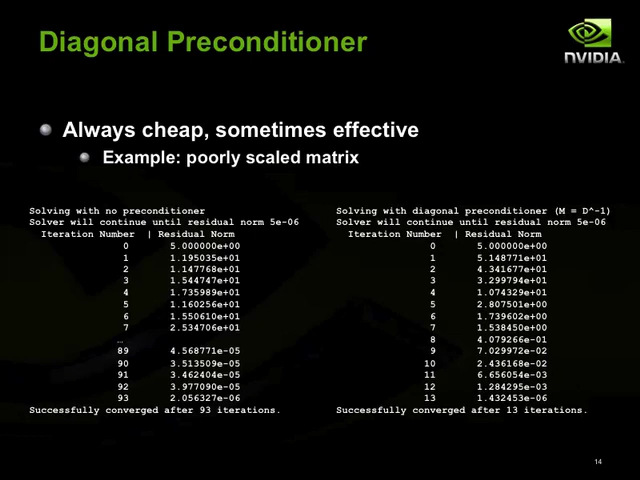 Diagonal Preconditioner
NVIDIA.
Always cheap, sometimes effective
Example: poorly scaled matrix
Solving with no preconditioner
Solver will continue until residual norm 5e-06
Iteration Number | Residual Norm
0 5.000000e+00
1 1.195035e+01
2 1.147768e+01
3 1.544747e+01
4 1.735989e+01
5 1.160256e+01
6 1.550610e+01
7 2.534706e+01
…
89 4.568771e-05
90 3.513509e-05
91 3.462404e-05
92 3.977090e-05
93 2.056327e-06
Successfully converged after 93 iterations.
Solving with diagonal preconditioner (M = D^-1)
Solver will continue until residual norm 5e-06
Iteration Number | Residual Norm
0 5.000000e+00
1 5.148771e+01
2 4.341677e+01
3 3.299794e+01
4 1.074329e+01
5 2.807501e+00
6 1.739602e+00
7 1.538450e+00
8 4.079266e-01
9 7.029972e-02
10 2.436168e-02
11 6.656054e-03
12 1.284295e-03
13 1.432453e-06
Successfully converged after 13 iterations.
14